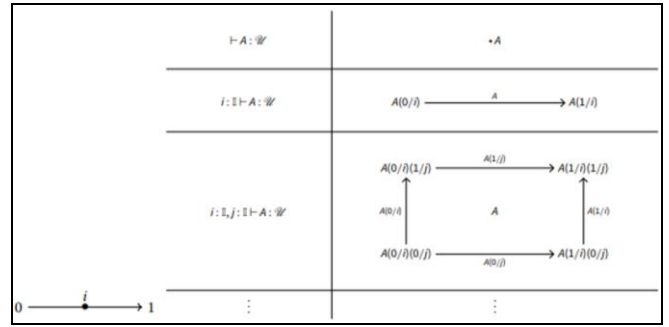 ⊢ A : 𝒰
• A
i : 𝕀 ⊢ A : 𝒰
A(0/i)
A
A(1/i)
i : 𝕀, j : 𝕀 ⊢ A : 𝒰
A(0/i)(1/j)
A(1/j)
A(1/i)(1/j)
A(0/i)
A
A(1/i)
A(0/i)(0/j)
A(0/j)
A(1/i)(0/j)
0
i
1
⋮
⋮